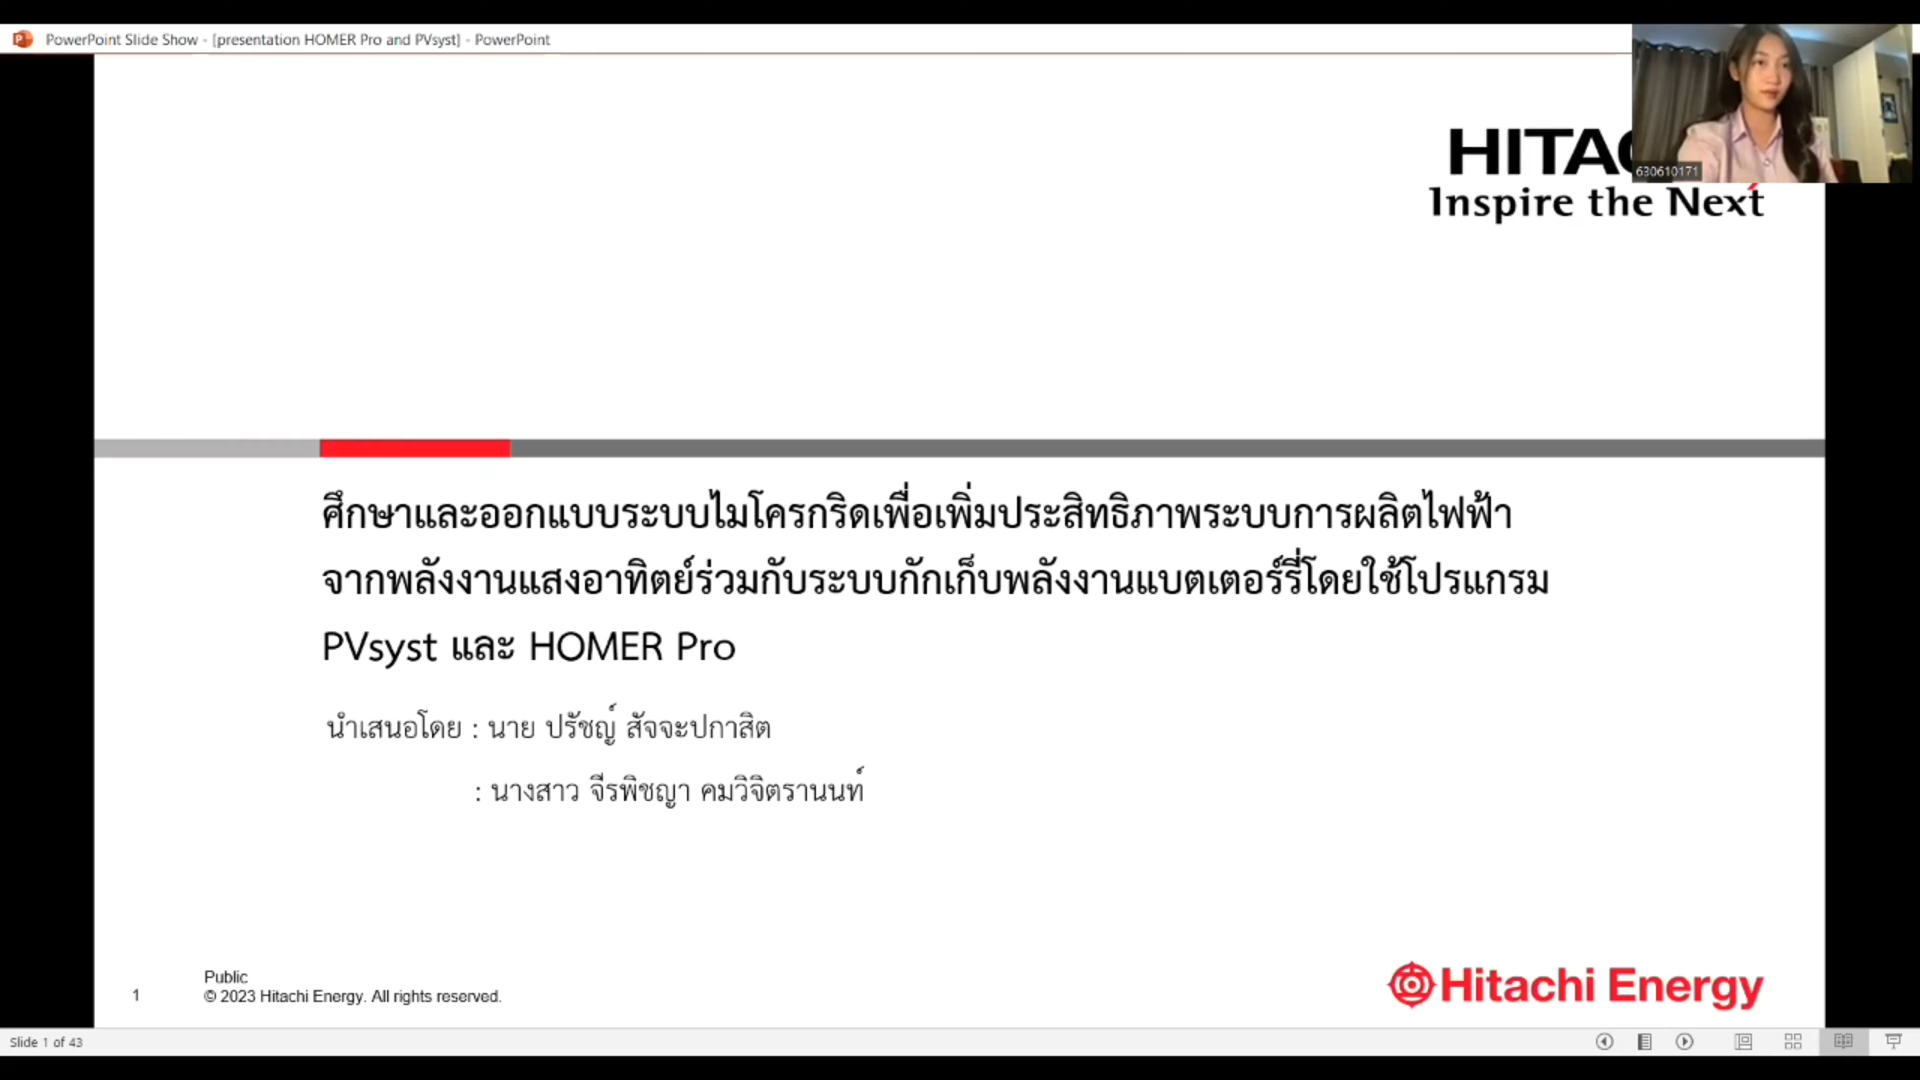 PowerPoint Slide Show - [presentation HOMER Pro and PVsyst] - PowerPoint
630610171
Inspire the Next
ศึกษาและออกแบบระบบไมโครกริดเพื่อเพิ่มประสิทธิภาพระบบการผลิตไฟฟ้า
จากพลังงานแสงอาทิตย์ร่วมกับระบบกักเก็บพลังงานแบตเตอร์รี่โดยใช้โปรแกรม
PVsyst และ HOMER Pro
นำเสนอโดย : นาย ปรัชญ์ สัจจะปกาสิต
: นางสาว จีรพิชญา คมวิจิตรานนท์
Public
1 © 2023 Hitachi Energy. All rights reserved.
Hitachi Energy
Slide 1 of 43